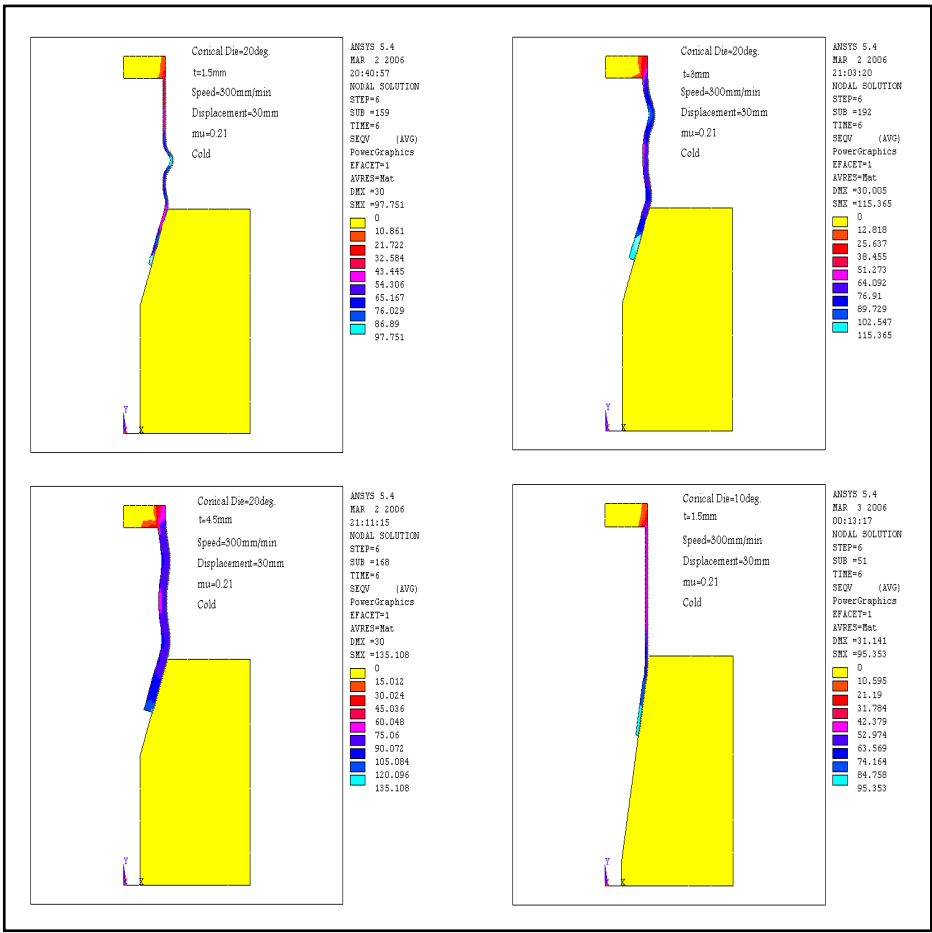 Conical Die=20deg.
t=1.5mm
Speed=300mm/min
Displacement=30mm
mu=0.21
Cold
Y
X
ANSYS 5.4
MAR 2 2006
20:40:57
NODAL SOLUTION
STEP=6
SUB =159
TIME=6
SEQV (AVG)
PowerGraphics
EFACET=1
AVRES=Mat
DMX =30
SMX =97.751
0
10.861
21.722
32.584
43.445
54.306
65.167
76.029
86.89
97.751
Conical Die=20deg.
t=3mm
Speed=300mm/min
Displacement=30mm
mu=0.21
Cold
Y
X
ANSYS 5.4
MAR 2 2006
21:03:20
NODAL SOLUTION
STEP=6
SUB =192
TIME=6
SEQV (AVG)
PowerGraphics
EFACET=1
AVRES=Mat
DMX =30.005
SMX =115.365
0
12.818
25.637
38.455
51.273
64.092
76.91
89.729
102.547
115.365
Conical Die=20deg.
t=4.5mm
Speed=300mm/min
Displacement=30mm
mu=0.21
Cold
Y
X
ANSYS 5.4
MAR 2 2006
21:11:15
NODAL SOLUTION
STEP=6
SUB =168
TIME=6
SEQV (AVG)
PowerGraphics
EFACET=1
AVRES=Mat
DMX =30
SMX =135.108
0
15.012
30.024
45.036
60.048
75.06
90.072
105.084
120.096
135.108
Conical Die=10deg.
t=1.5mm
Speed=300mm/min
Displacement=30mm
mu=0.21
Cold
Y
X
ANSYS 5.4
MAR 3 2006
00:13:17
NODAL SOLUTION
STEP=6
SUB =51
TIME=6
SEQV (AVG)
PowerGraphics
EFACET=1
AVRES=Mat
DMX =31.141
SMX =95.353
0
10.595
21.19
31.784
42.379
52.974
63.569
74.164
84.758
95.353